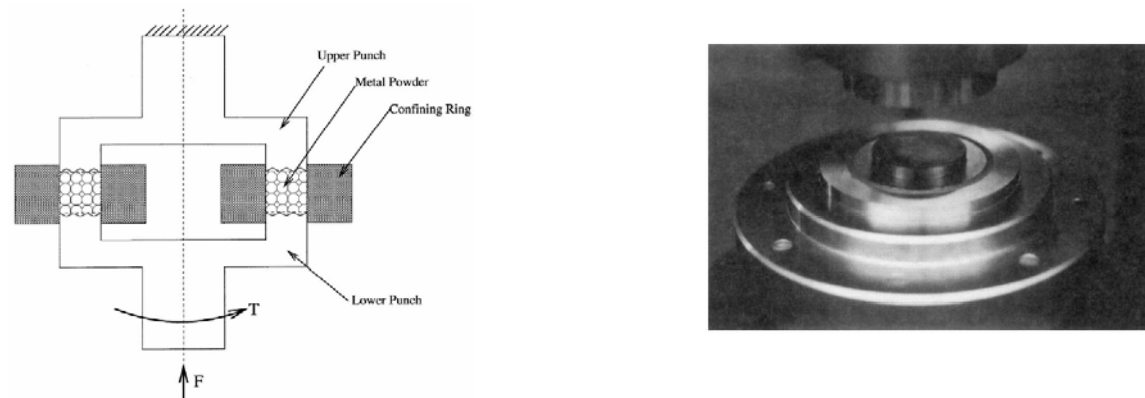 Upper Punch
Metal Powder
Confining Ring
Lower Punch
T
F